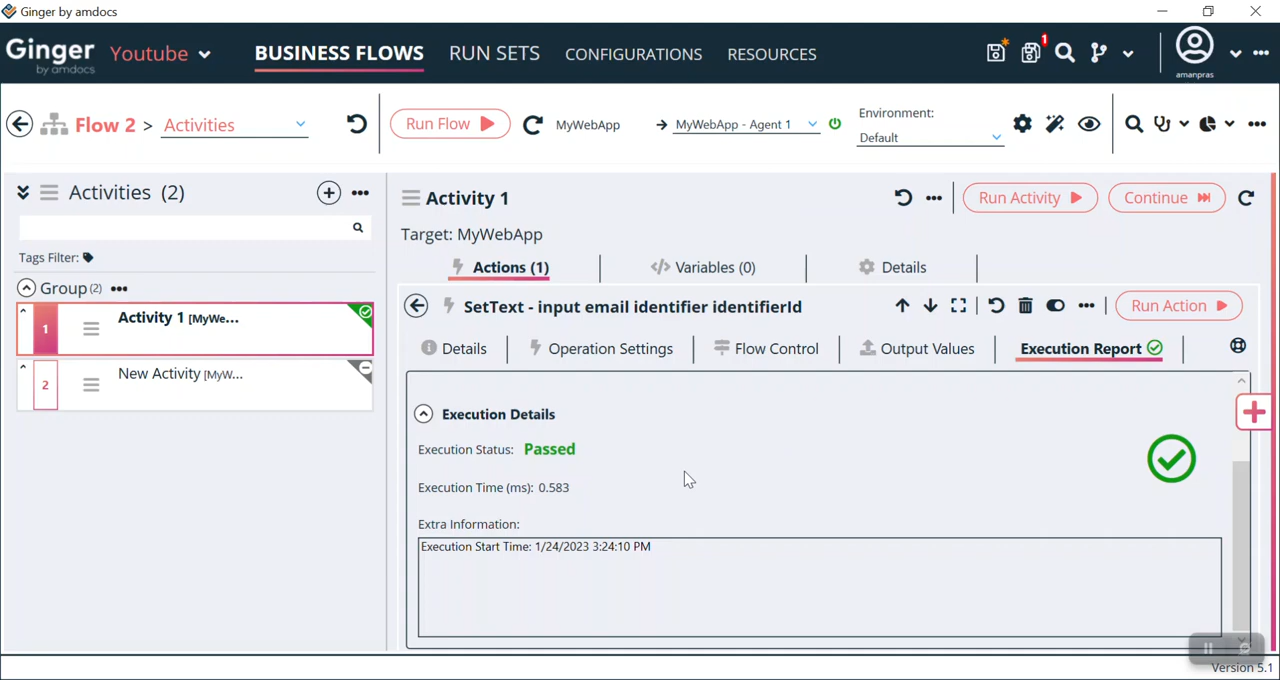 Ginger by amdocs
Ginger by amdocs
Youtube
BUSINESS FLOWS
RUN SETS
CONFIGURATIONS
RESOURCES
1
amanpras
Flow 2 > Activities
Run Flow
MyWebApp
MyWebApp - Agent 1
Environment:
Default
Activities (2)
Tags Filter:
Group (2)
1
Activity 1 [MyWe...
2
New Activity [MyW...
Activity 1
Run Activity
Continue
Target: MyWebApp
Actions (1)
Variables (0)
Details
SetText - input email identifier identifierId
Run Action
Details
Operation Settings
Flow Control
Output Values
Execution Report
Execution Details
Execution Status: Passed
Execution Time (ms): 0.583
Extra Information:
Execution Start Time: 1/24/2023 3:24:10 PM
Version 5.1